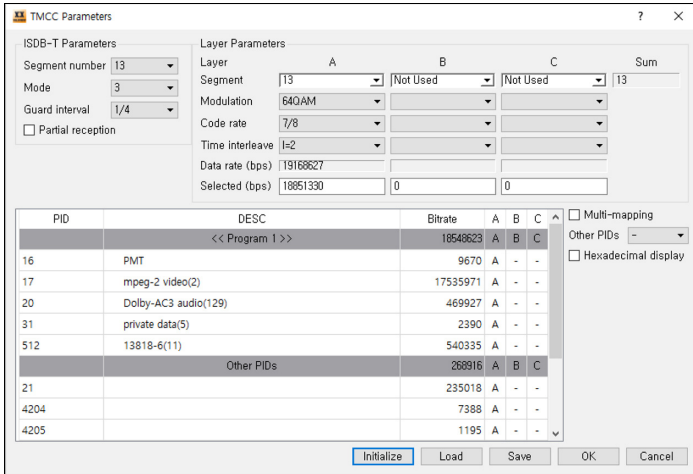 TMCC Parameters
ISDB-T Parameters
Segment number 13
Mode 3
Guard interval 1/4
Partial reception
Layer Parameters
Layer A B C Sum
Segment 13 Not Used Not Used 13
Modulation 64QAM
Code rate 7/8
Time interleave I=2
Data rate (bps) 19168627
Selected (bps) 18851330 0 0
PID DESC Bitrate A B C
<< Program 1 >> 18548623 A B C
16 PMT 9670 A - -
17 mpeg-2 video(2) 17535971 A - -
20 Dolby-AC3 audio(129) 469927 A - -
31 private data(5) 2390 A - -
512 13818-6(11) 540335 A - -
Other PIDs 268916 A B C
21 235018 A - -
4204 7388 A - -
4205 1195 A - -
Multi-mapping
Other PIDs -
Hexadecimal display
Initialize Load Save OK Cancel